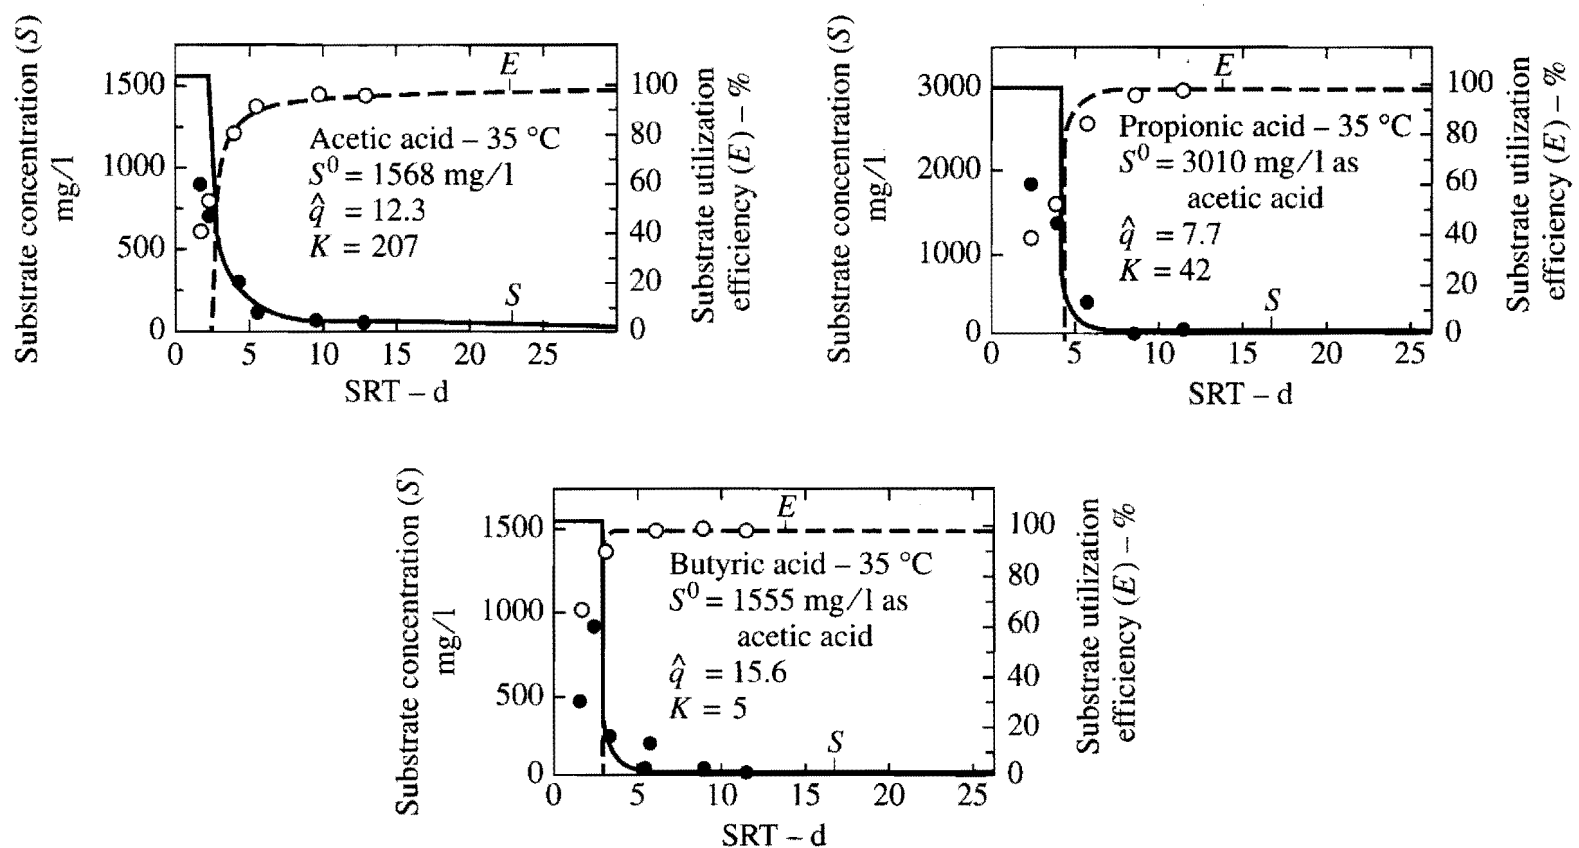 Substrate concentration (S)
mg/l
1500
1000
500
0
0 5 10 15 20 25
SRT – d
E
Acetic acid – 35 °C
S⁰ = 1568 mg/l
q̂ = 12.3
K = 207
S
100
80
60
40
20
0
Substrate utilization
efficiency (E) – %
Substrate concentration (S)
mg/l
3000
2000
1000
0
0 5 10 15 20 25
SRT – d
E
Propionic acid – 35 °C
S⁰ = 3010 mg/l as
acetic acid
q̂ = 7.7
K = 42
S
100
80
60
40
20
0
Substrate utilization
efficiency (E) – %
Substrate concentration (S)
mg/l
1500
1000
500
0
0 5 10 15 20 25
SRT – d
E
Butyric acid – 35 °C
S⁰ = 1555 mg/l as
acetic acid
q̂ = 15.6
K = 5
S
100
80
60
40
20
0
Substrate utilization
efficiency (E) – %